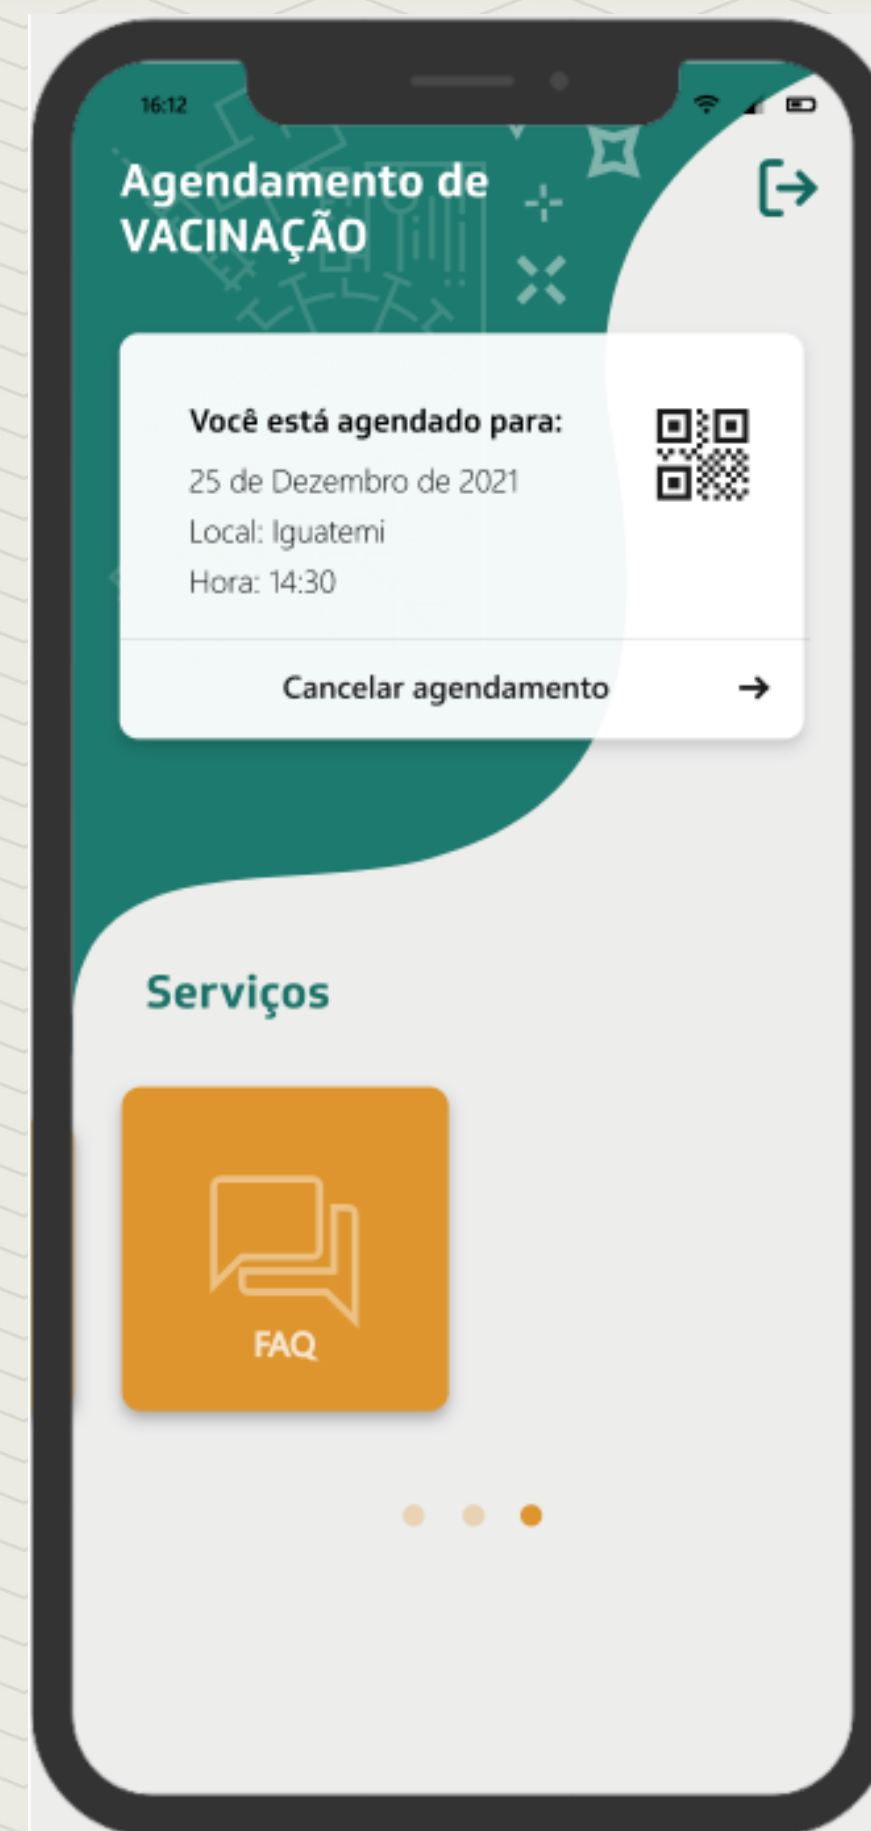 16:12
Agendamento de
VACINAÇÃO
Você está agendado para:
25 de Dezembro de 2021
Local: Iguatemi
Hora: 14:30
Cancelar agendamento
Serviços
FAQ